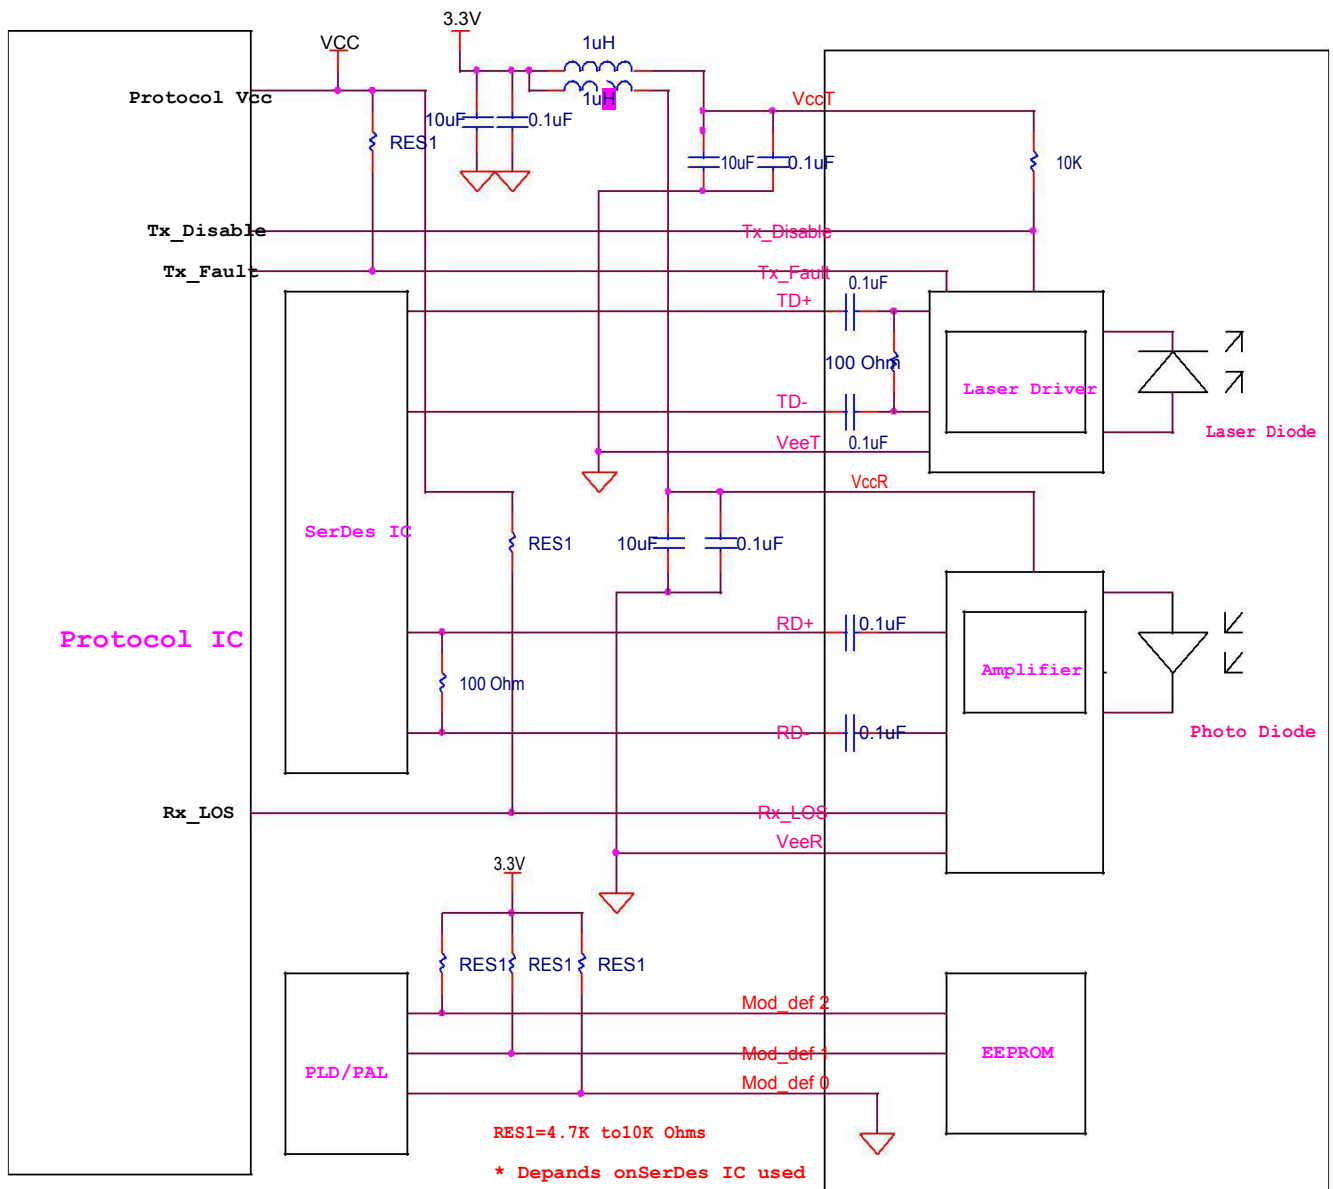 3.3V
VCC
1uH
Protocol Vcc
1uH
VccT
10uF
0.1uF
RES1
10uF
0.1uF
10K
Tx_Disable
Tx_Disable
Tx_Fault
Tx_Fault
0.1uF
TD+
100 Ohm
Laser Driver
TD-
Laser Diode
VeeT
0.1uF
VccR
SerDes IC
RES1
10uF
0.1uF
RD+
0.1uF
Protocol IC
Amplifier
100 Ohm
RD-
0.1uF
Photo Diode
Rx_LOS
Rx_LOS
VeeR
3.3V
RES1
RES1
RES1
Mod_def 2
Mod_def 1
EEPROM
PLD/PAL
Mod_def 0
RES1=4.7K to10K Ohms
* Depands onSerDes IC used